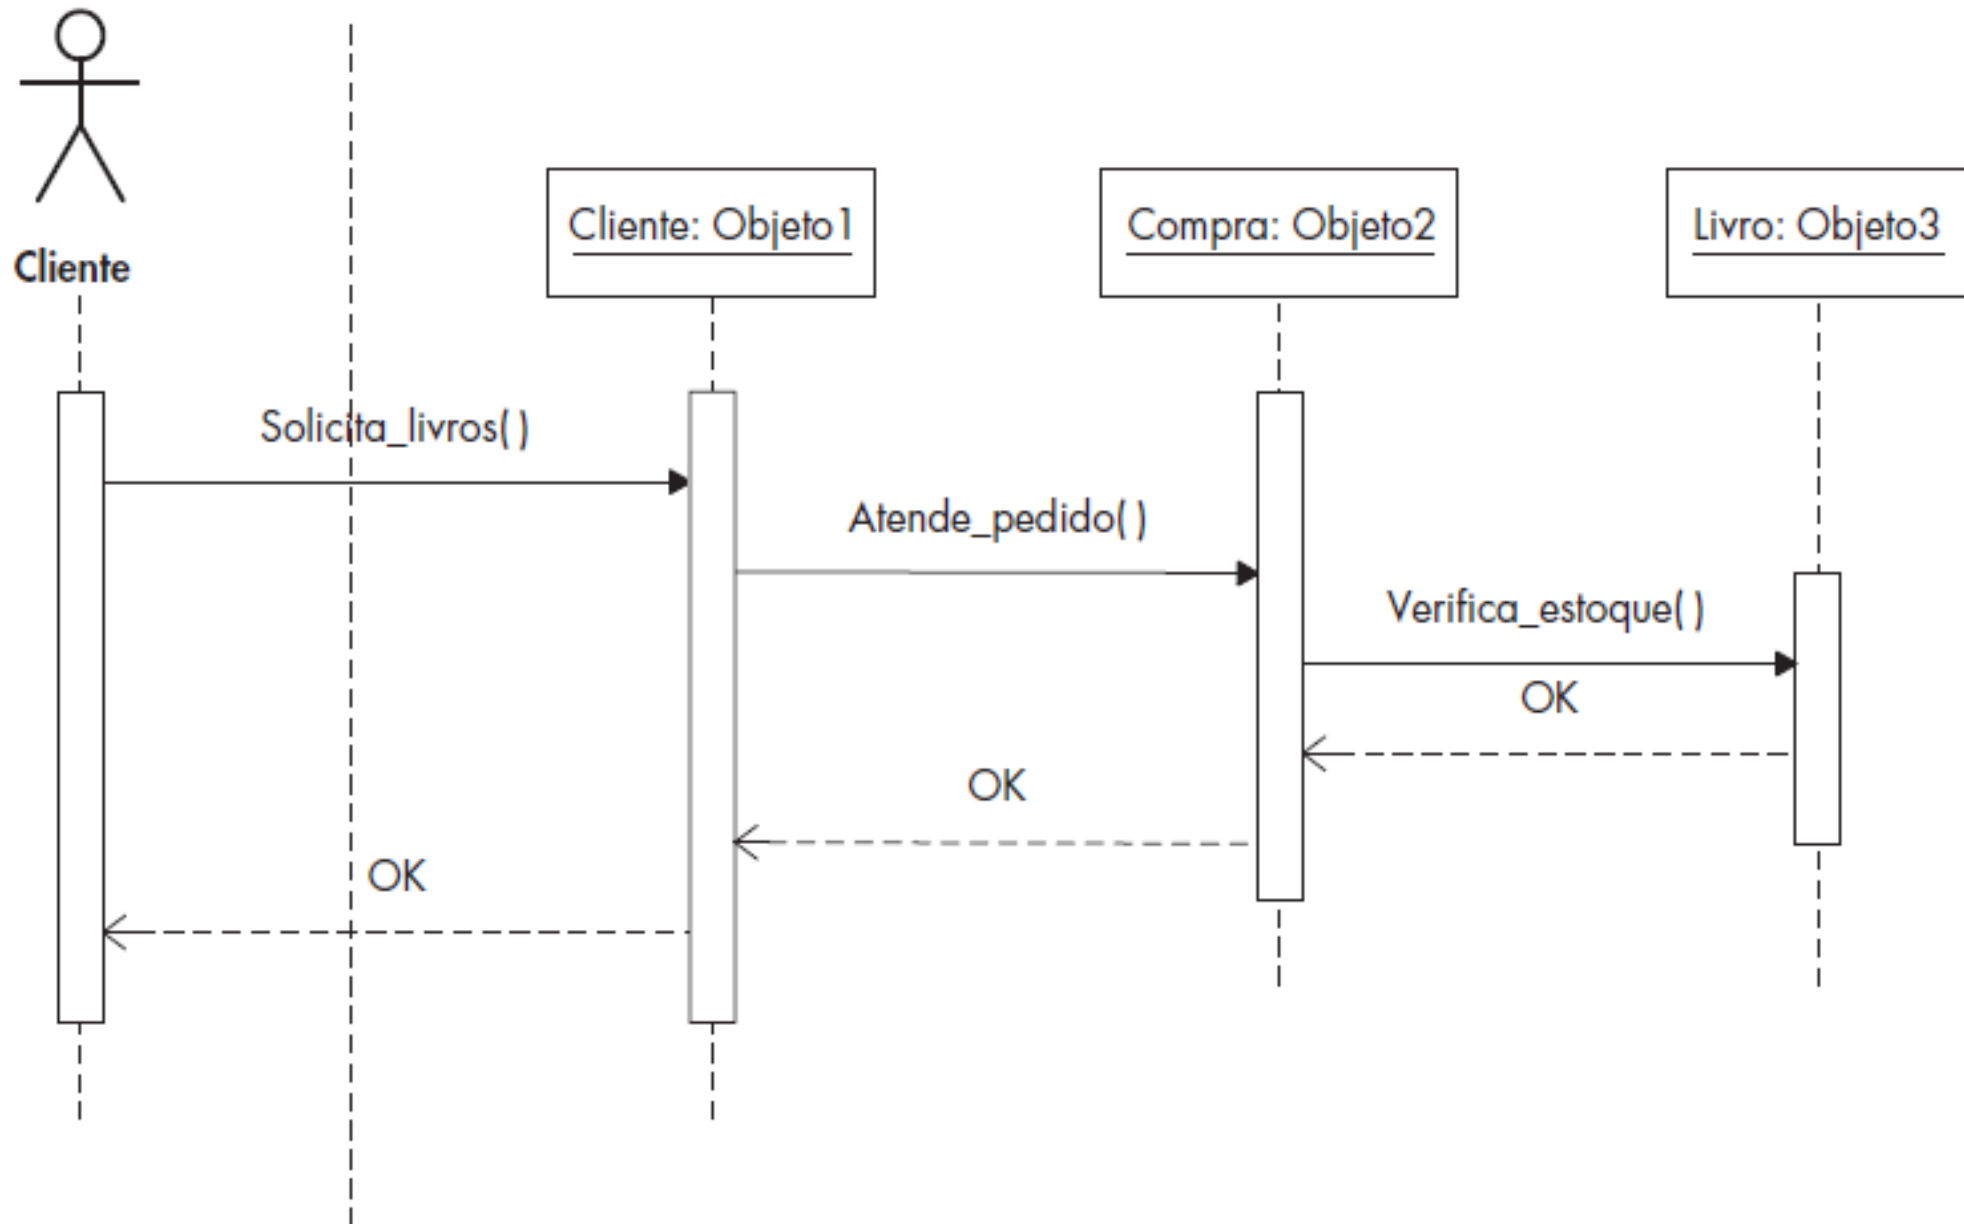 Cliente: Objeto1
Compra: Objeto2
Livro: Objeto3
Cliente
Solicita_livros( )
Atende_pedido( )
Verifica_estoque( )
OK
OK
OK